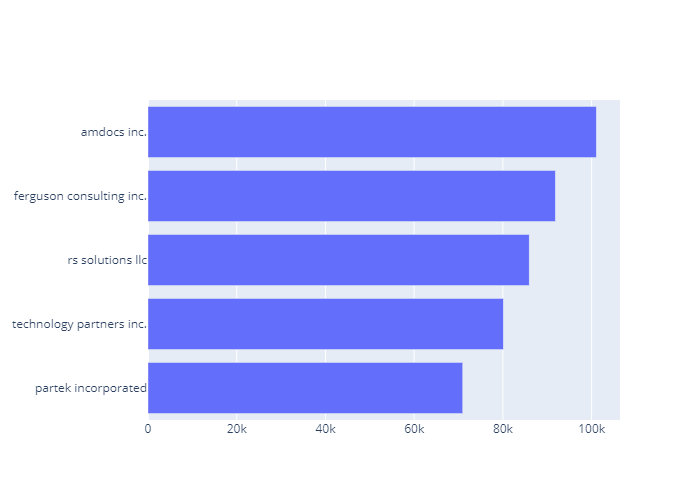 amdocs inc.
ferguson consulting inc.
rs solutions llc
technology partners inc.
partek incorporated
0 20k 40k 60k 80k 100k